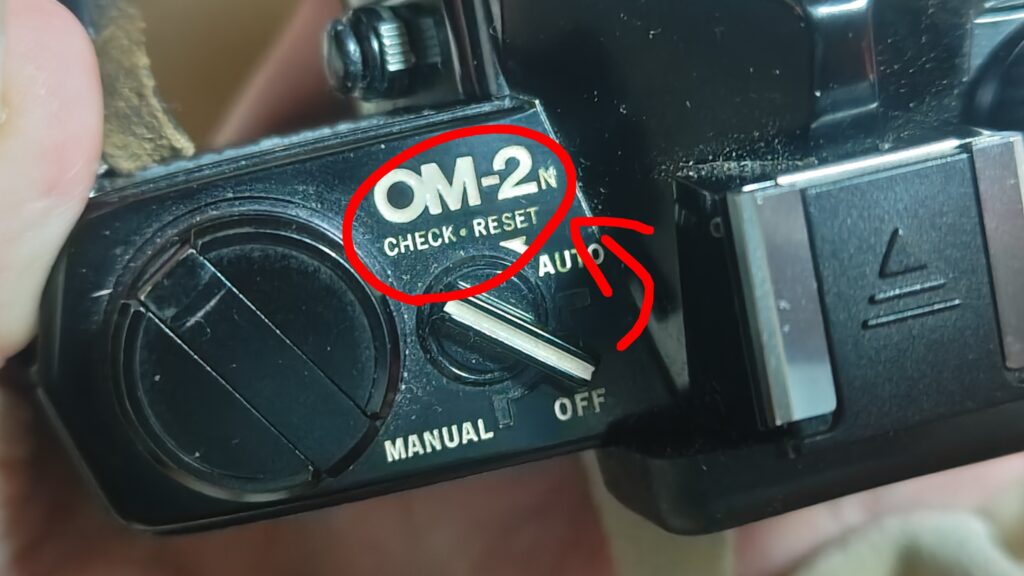 OM-2N
CHECK•RESET
AUTO
OFF
MANUAL